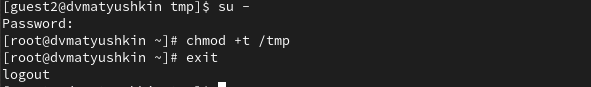 [guest2@dvmatyushkin tmp]$ su -
Password:
[root@dvmatyushkin ~]# chmod +t /tmp
[root@dvmatyushkin ~]# exit
logout